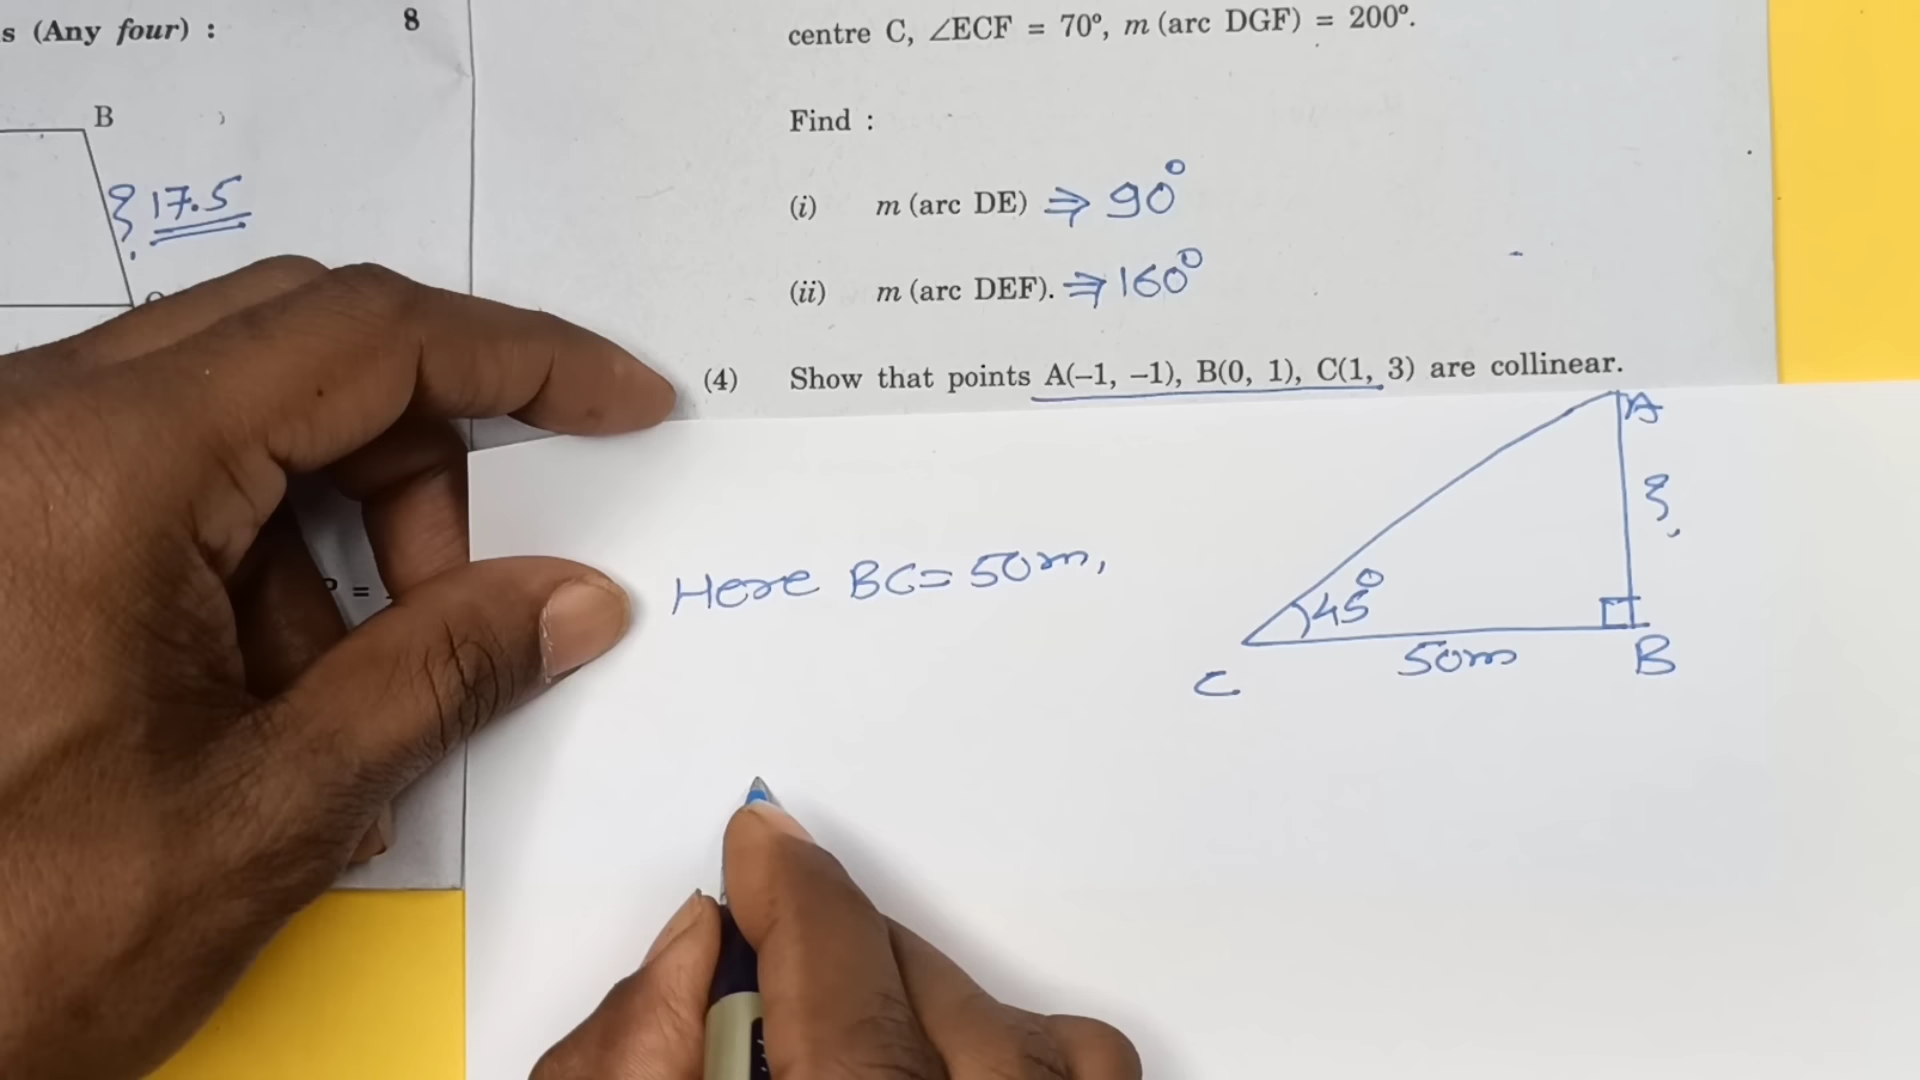 s (Any four) :
8
B
17.5
centre C, ∠ECF = 70°, m (arc DGF) = 200°.
Find :
(i) m (arc DE) ⇒ 90°
(ii) m (arc DEF). ⇒ 160°
(4) Show that points A(–1, –1), B(0, 1), C(1, 3) are collinear.
Here BC = 50m,
A
45°
50m
C
B
=